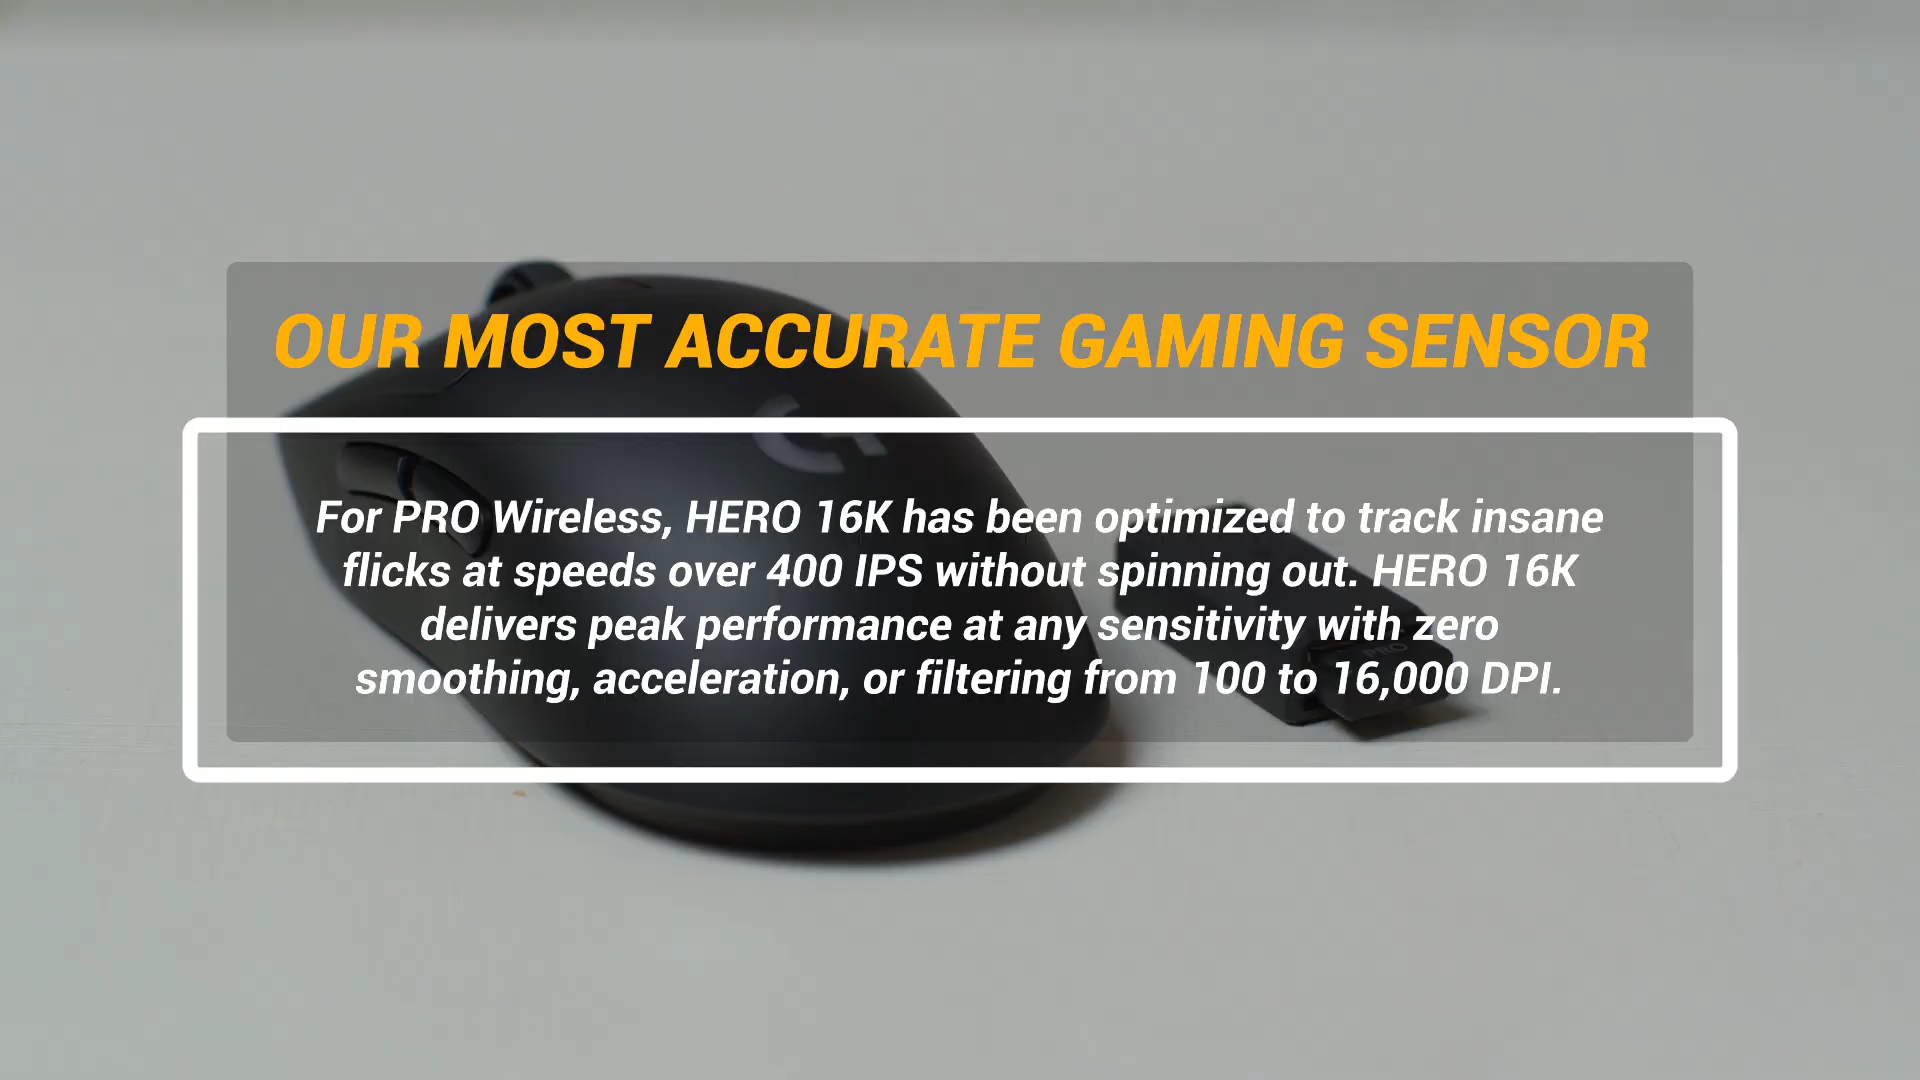 OUR MOST ACCURATE GAMING SENSOR
For PRO Wireless, HERO 16K has been optimized to track insane
flicks at speeds over 400 IPS without spinning out. HERO 16K
delivers peak performance at any sensitivity with zero
smoothing, acceleration, or filtering from 100 to 16,000 DPI.
PRO